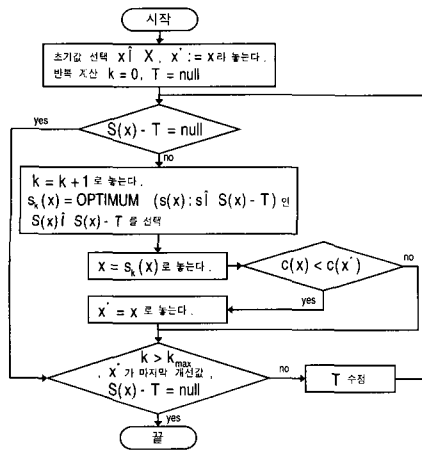 시작
초기값 선택 x Î X, x* := x라 놓는다.
반복 계산 k = 0, T = null
yes
S(x) - T = null
no
k = k + 1 로 놓는다.
s_k(x) = OPTIMUM (s(x) : s Î S(x) - T) 인
S(x) Î S(x) - T 를 선택
x = s_k(x) 로 놓는다.
c(x) < c(x*)
no
yes
x* = x 로 놓는다.
k > k_max
, x* 가 마지막 개선값,
S(x) - T = null
no
T 수정
yes
끝